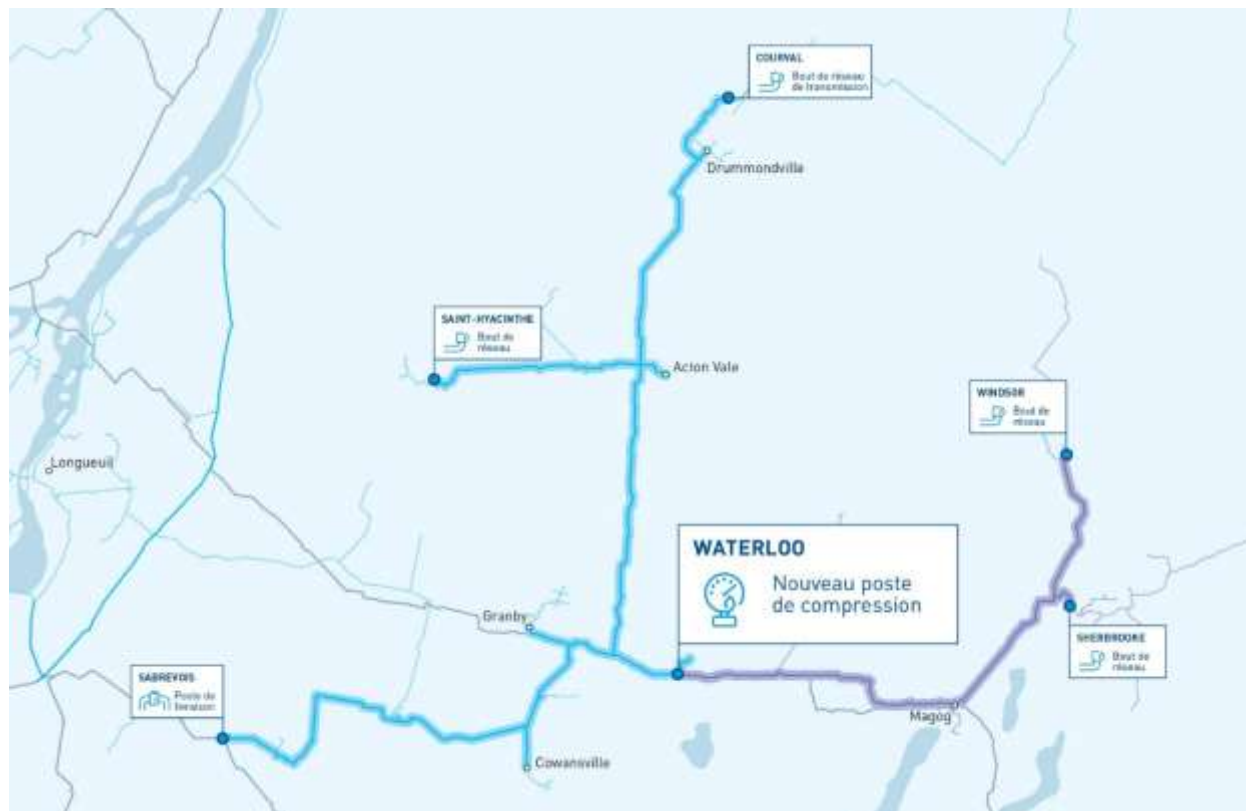 COURVAL
Bout de réseau
de transmission
Drummondville
SAINT-HYACINTHE
Bout de
réseau
Acton Vale
WINDSOR
Bout de
réseau
Longueuil
WATERLOO
Nouveau poste
de compression
Granby
SHERBROOKE
Bout de
réseau
SABREVOIS
Poste de
livraison
Magog
Cowansville